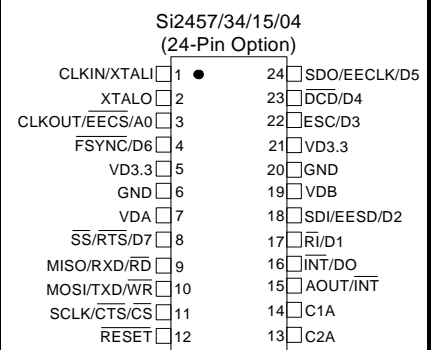 Si2457/34/15/04
(24-Pin Option)
CLKIN/XTALI 1 24 SDO/EECLK/D5
XTALO 2 23 DCD/D4
CLKOUT/EECS/A0 3 22 ESC/D3
FSYNC/D6 4 21 VD3.3
VD3.3 5 20 GND
GND 6 19 VDB
VDA 7 18 SDI/EESD/D2
SS/RTS/D7 8 17 RI/D1
MISO/RXD/RD 9 16 INT/DO
MOSI/TXD/WR 10 15 AOUT/INT
SCLK/CTS/CS 11 14 C1A
RESET 12 13 C2A